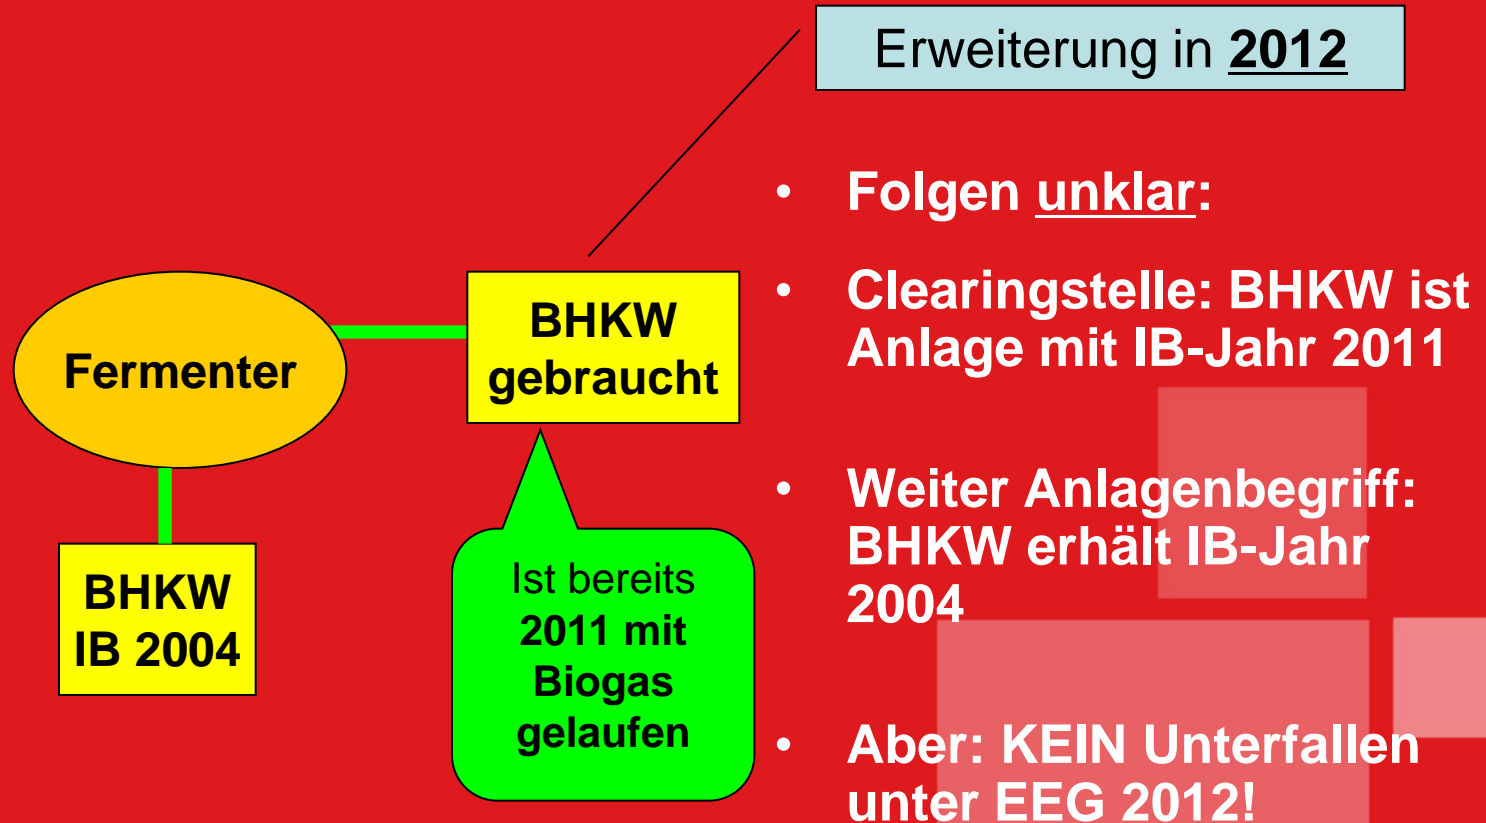 Erweiterung in 2012
Fermenter
BHKW
gebraucht
BHKW
IB 2004
Ist bereits
2011 mit
Biogas
gelaufen
• Folgen unklar:
• Clearingstelle: BHKW ist
Anlage mit IB-Jahr 2011
• Weiter Anlagenbegriff:
BHKW erhält IB-Jahr
2004
• Aber: KEIN Unterfallen
unter EEG 2012!